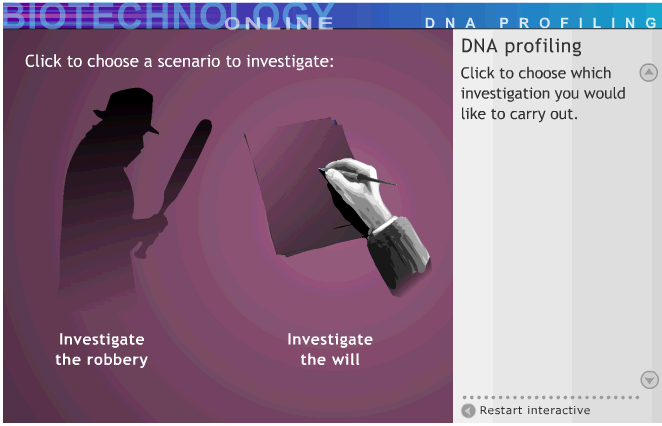 BIOTECHNOLOGY
ONLINE
DNA PROFILING
Click to choose a scenario to investigate:
Investigate
the robbery
Investigate
the will
DNA profiling
Click to choose which
investigation you would
like to carry out.
Restart interactive